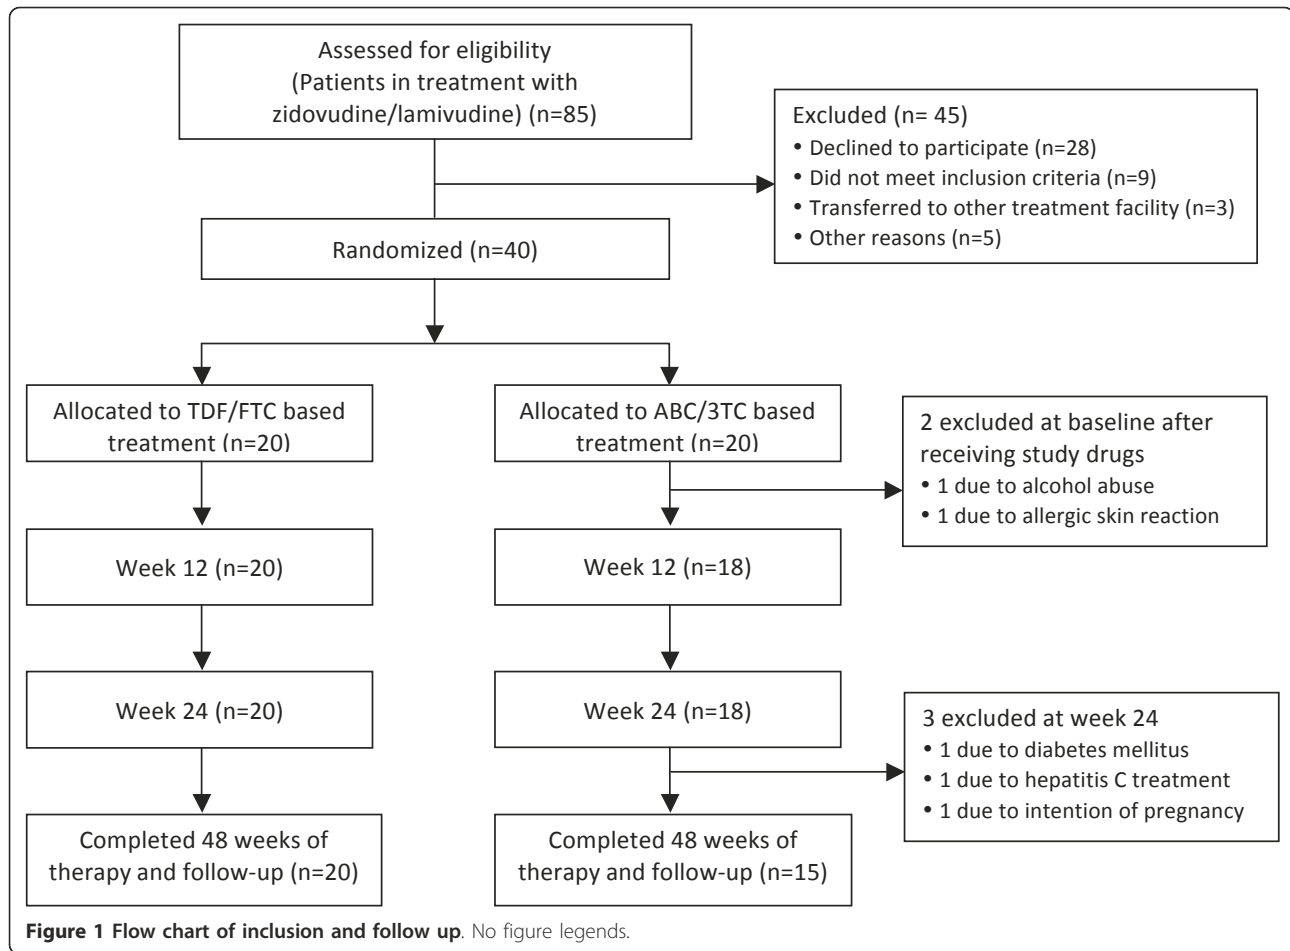 Assessed for eligibility
(Patients in treatment with
zidovudine/lamivudine) (n=85)
Excluded (n= 45)
• Declined to participate (n=28)
• Did not meet inclusion criteria (n=9)
• Transferred to other treatment facility (n=3)
• Other reasons (n=5)
Randomized (n=40)
Allocated to TDF/FTC based
treatment (n=20)
Allocated to ABC/3TC based
treatment (n=20)
2 excluded at baseline after
receiving study drugs
• 1 due to alcohol abuse
• 1 due to allergic skin reaction
Week 12 (n=20)
Week 12 (n=18)
Week 24 (n=20)
Week 24 (n=18)
3 excluded at week 24
• 1 due to diabetes mellitus
• 1 due to hepatitis C treatment
• 1 due to intention of pregnancy
Completed 48 weeks of
therapy and follow-up (n=20)
Completed 48 weeks of
therapy and follow-up (n=15)
Figure 1 Flow chart of inclusion and follow up. No figure legends.